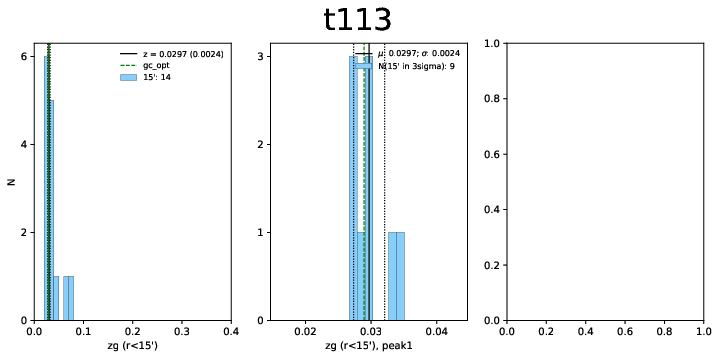 t113
N
6
4
2
0
z = 0.0297 (0.0024)
gc_opt
15': 14
0.0 0.1 0.2 0.3 0.4
zg (r<15')
3
2
1
0
μ: 0.0297; σ: 0.0024
N(15' in 3sigma): 9
0.02 0.03 0.04
zg (r<15'), peak1
1.0
0.8
0.6
0.4
0.2
0.0
0.0 0.2 0.4 0.6 0.8 1.0